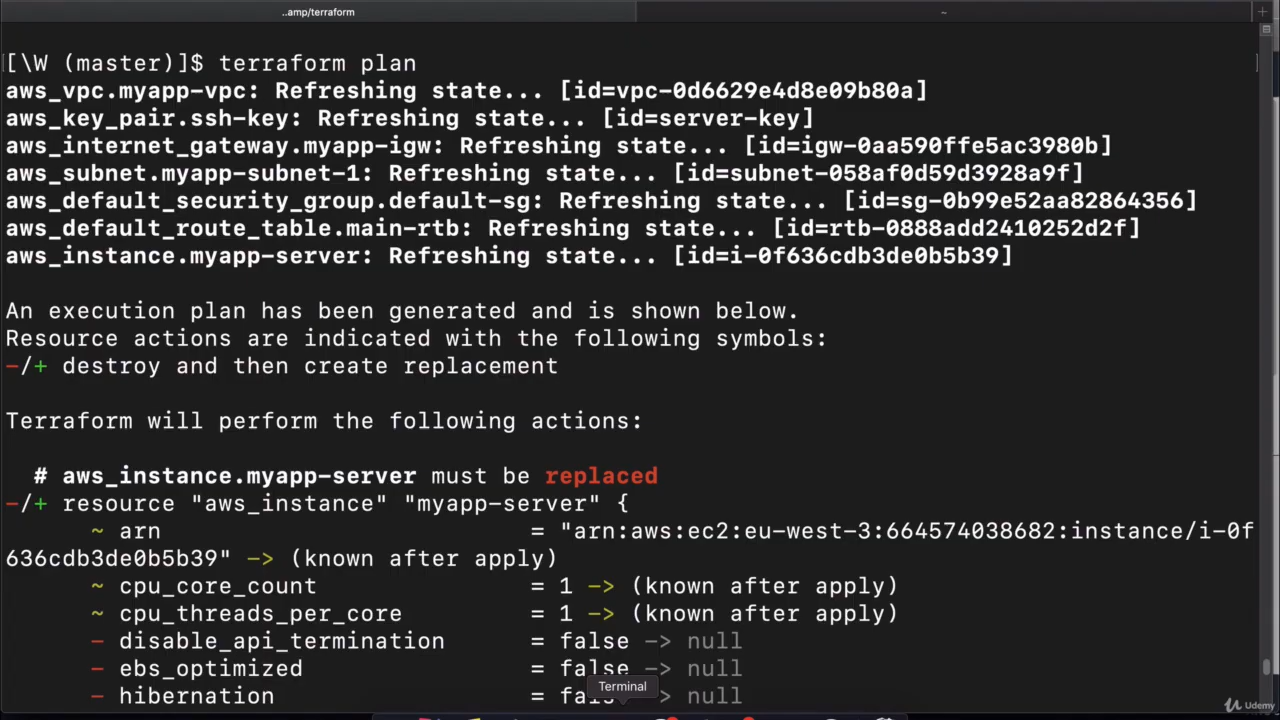 ..amp/terraform
~
[\W (master)]$ terraform plan
aws_vpc.myapp-vpc: Refreshing state... [id=vpc-0d6629e4d8e09b80a]
aws_key_pair.ssh-key: Refreshing state... [id=server-key]
aws_internet_gateway.myapp-igw: Refreshing state... [id=igw-0aa590ffe5ac3980b]
aws_subnet.myapp-subnet-1: Refreshing state... [id=subnet-058af0d59d3928a9f]
aws_default_security_group.default-sg: Refreshing state... [id=sg-0b99e52aa82864356]
aws_default_route_table.main-rtb: Refreshing state... [id=rtb-0888add2410252d2f]
aws_instance.myapp-server: Refreshing state... [id=i-0f636cdb3de0b5b39]
An execution plan has been generated and is shown below.
Resource actions are indicated with the following symbols:
-/+ destroy and then create replacement
Terraform will perform the following actions:
# aws_instance.myapp-server must be replaced
-/+ resource "aws_instance" "myapp-server" {
~ arn = "arn:aws:ec2:eu-west-3:664574038682:instance/i-0f
636cdb3de0b5b39" -> (known after apply)
~ cpu_core_count = 1 -> (known after apply)
~ cpu_threads_per_core = 1 -> (known after apply)
- disable_api_termination = false -> null
- ebs_optimized = false -> null
- hibernation = false -> null
Terminal
Udemy